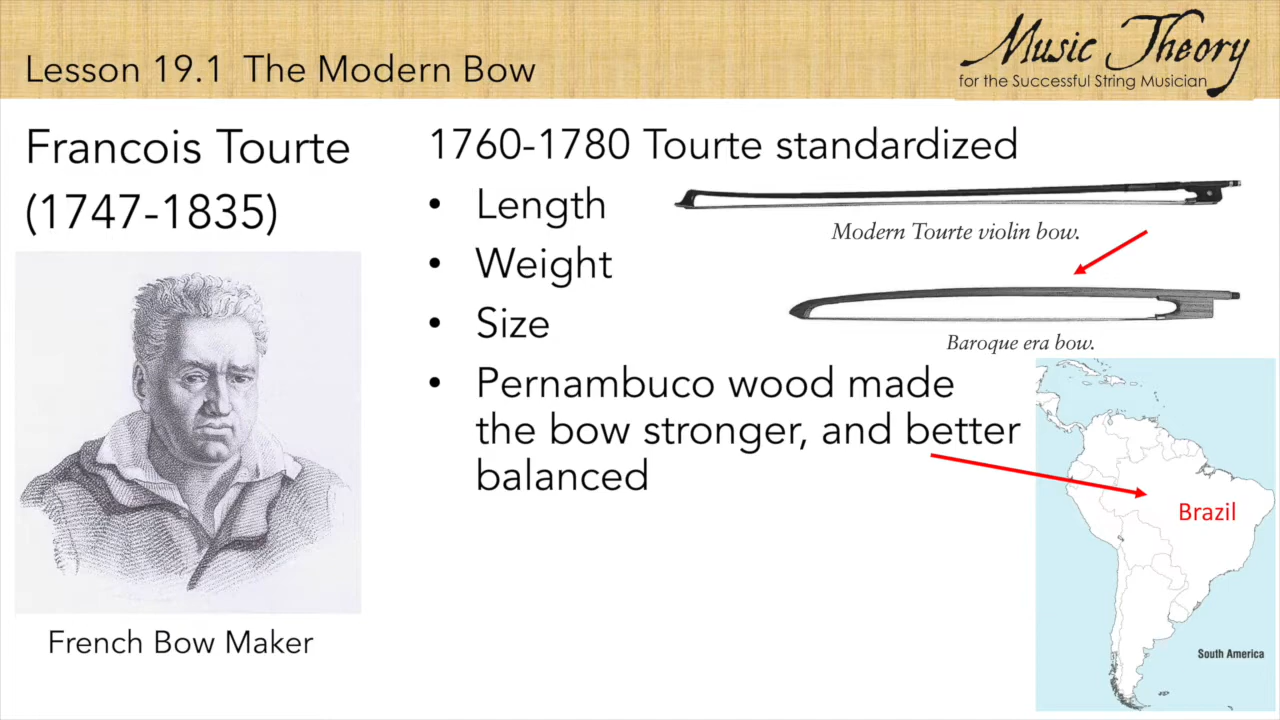 Lesson 19.1 The Modern Bow
Music Theory
for the Successful String Musician
Francois Tourte
(1747-1835)
French Bow Maker
1760-1780 Tourte standardized
• Length
• Weight
• Size
• Pernambuco wood made
the bow stronger, and better
balanced
Modern Tourte violin bow.
Baroque era bow.
Brazil
South America